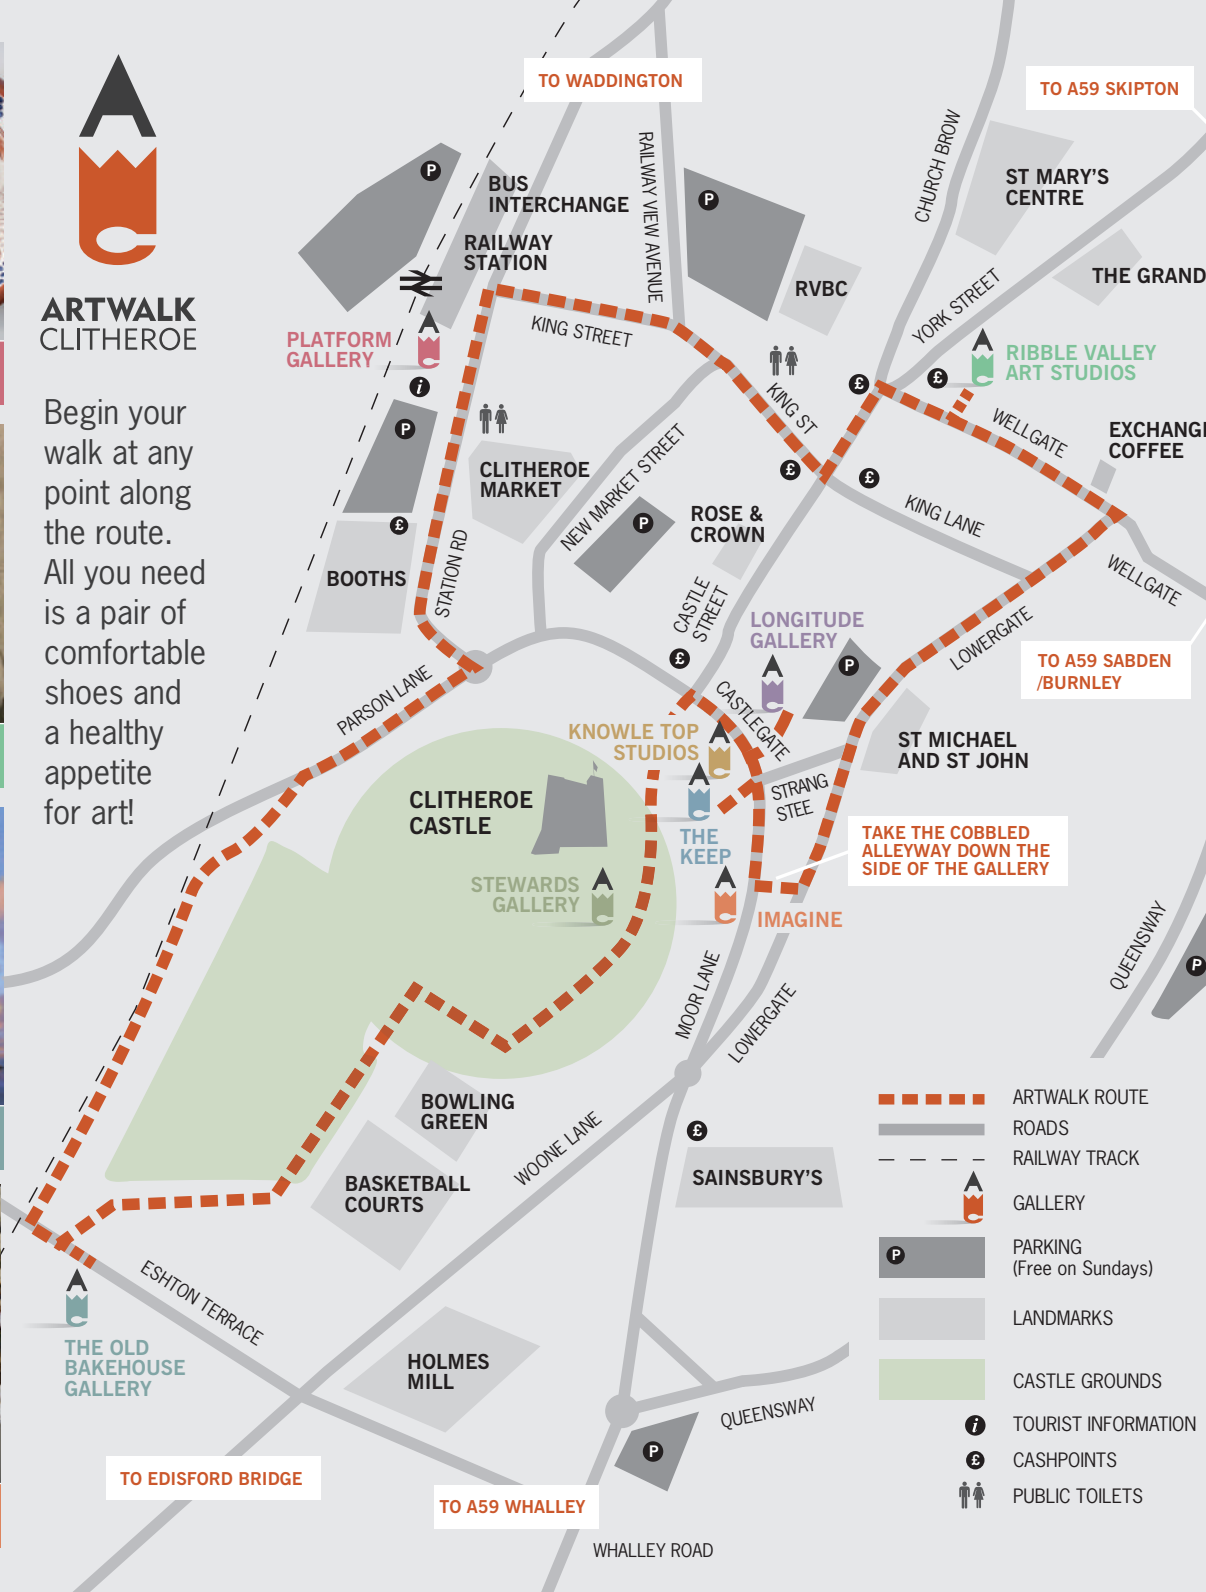 ARTWALK
CLITHEROE
Begin your
walk at any
point along
the route.
All you need
is a pair of
comfortable
shoes and
a healthy
appetite
for art!
TO WADDINGTON
TO A59 SKIPTON
CHURCH BROW
RAILWAY VIEW AVENUE
P
P
BUS
INTERCHANGE
ST MARY'S
CENTRE
RAILWAY
STATION
RVBC
THE GRAND
YORK STREET
KING STREET
PLATFORM
GALLERY
i
RIBBLE VALLEY
ART STUDIOS
£
£
KING ST
WELLGATE
EXCHANGE
COFFEE
P
CLITHEROE
MARKET
NEW MARKET STREET
£
£
KING LANE
P
ROSE &
CROWN
£
BOOTHS
STATION RD
WELLGATE
CASTLE
STREET
LONGITUDE
GALLERY
LOWERGATE
P
£
TO A59 SABDEN
/BURNLEY
PARSON LANE
CASTLEGATE
KNOWLE TOP
STUDIOS
ST MICHAEL
AND ST JOHN
STRANG
STEE
CLITHEROE
CASTLE
THE
KEEP
TAKE THE COBBLED
ALLEYWAY DOWN THE
SIDE OF THE GALLERY
STEWARDS
GALLERY
IMAGINE
QUEENSWAY
P
MOOR LANE
LOWERGATE
BOWLING
GREEN
BASKETBALL
COURTS
WOONE LANE
£
SAINSBURY'S
ESHTON TERRACE
THE OLD
BAKEHOUSE
GALLERY
HOLMES
MILL
QUEENSWAY
P
TO EDISFORD BRIDGE
TO A59 WHALLEY
WHALLEY ROAD
ARTWALK ROUTE
ROADS
RAILWAY TRACK
GALLERY
P
PARKING
(Free on Sundays)
LANDMARKS
CASTLE GROUNDS
i
TOURIST INFORMATION
£
CASHPOINTS
PUBLIC TOILETS